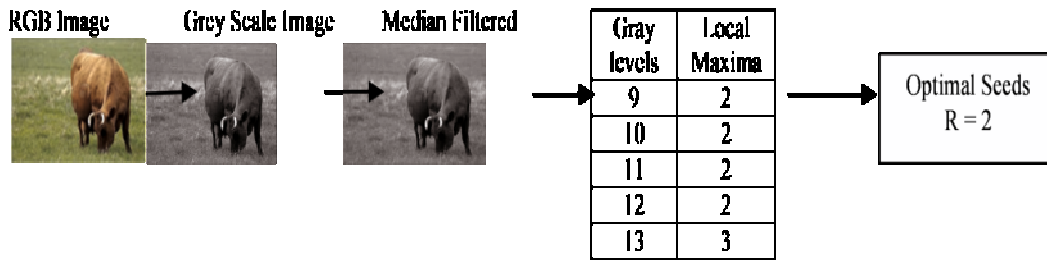 RGB Image
Grey Scale Image
Median Filtered
Gray levels
Local Maxima
9 2
10 2
11 2
12 2
13 3
Optimal Seeds
R = 2